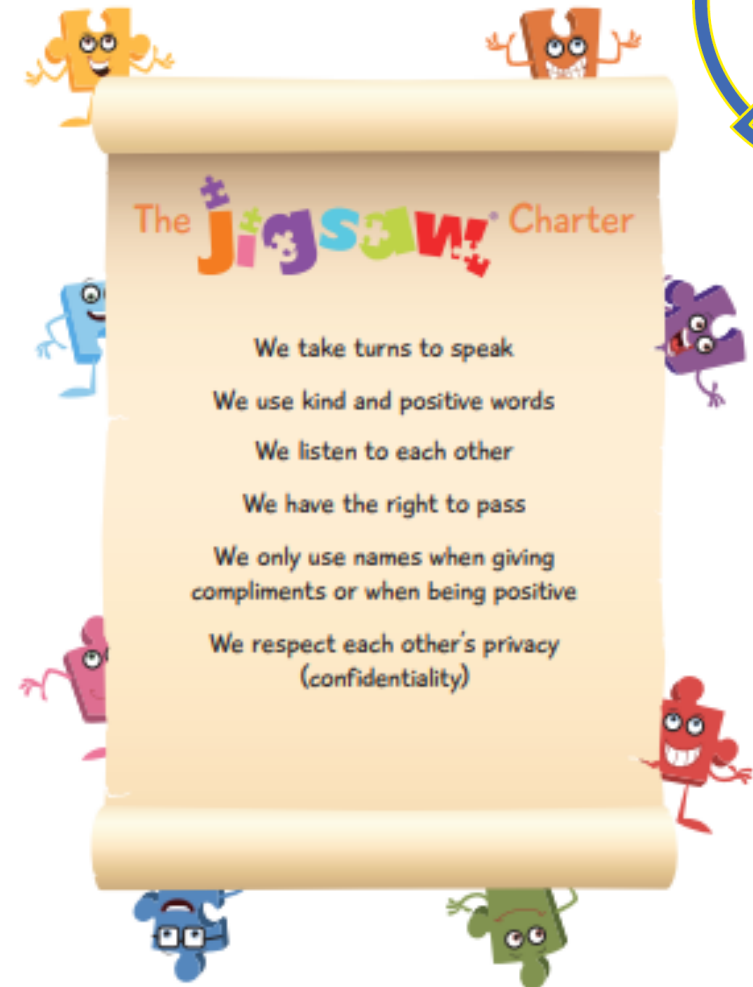 The jigsaw® Charter
We take turns to speak
We use kind and positive words
We listen to each other
We have the right to pass
We only use names when giving
compliments or when being positive
We respect each other's privacy
(confidentiality)